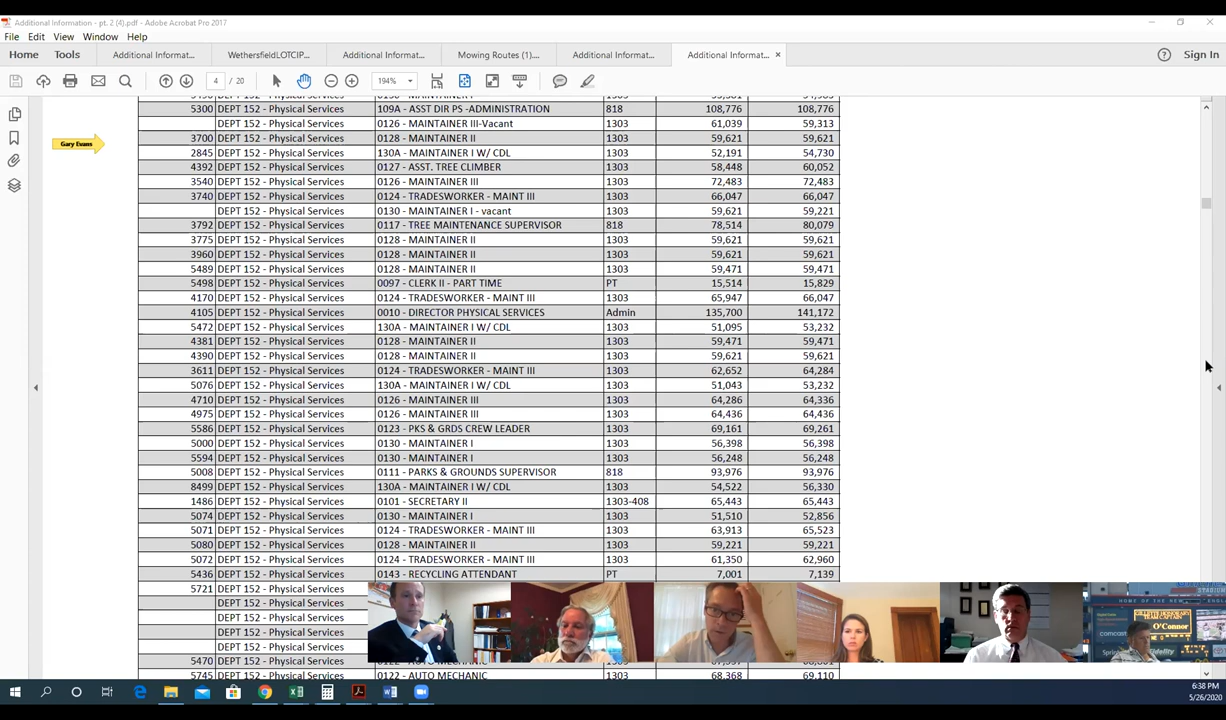 Additional Information - pt. 2 (4).pdf - Adobe Acrobat Pro 2017
File Edit View Window Help
Home Tools Additional Informat... WethersfieldLOTCIP... Additional Informat... Mowing Routes (1).... Additional Informat... Additional Informat... × Sign In
4 / 20 194%
5300 DEPT 152 - Physical Services 109A - ASST DIR PS -ADMINISTRATION 818 108,776 108,776
DEPT 152 - Physical Services 0126 - MAINTAINER III-Vacant 1303 61,039 59,313
Gary Evans
3700 DEPT 152 - Physical Services 0128 - MAINTAINER II 1303 59,621 59,621
2845 DEPT 152 - Physical Services 130A - MAINTAINER I W/ CDL 1303 52,191 54,730
4392 DEPT 152 - Physical Services 0127 - ASST. TREE CLIMBER 1303 58,448 60,052
3540 DEPT 152 - Physical Services 0126 - MAINTAINER III 1303 72,483 72,483
3740 DEPT 152 - Physical Services 0124 - TRADESWORKER - MAINT III 1303 66,047 66,047
DEPT 152 - Physical Services 0130 - MAINTAINER I - vacant 1303 59,621 59,221
3792 DEPT 152 - Physical Services 0117 - TREE MAINTENANCE SUPERVISOR 818 78,514 80,079
3775 DEPT 152 - Physical Services 0128 - MAINTAINER II 1303 59,621 59,621
3960 DEPT 152 - Physical Services 0128 - MAINTAINER II 1303 59,621 59,621
5489 DEPT 152 - Physical Services 0128 - MAINTAINER II 1303 59,471 59,471
5498 DEPT 152 - Physical Services 0097 - CLERK II - PART TIME PT 15,514 15,829
4170 DEPT 152 - Physical Services 0124 - TRADESWORKER - MAINT III 1303 65,947 66,047
4105 DEPT 152 - Physical Services 0010 - DIRECTOR PHYSICAL SERVICES Admin 135,700 141,172
5472 DEPT 152 - Physical Services 130A - MAINTAINER I W/ CDL 1303 51,095 53,232
4381 DEPT 152 - Physical Services 0128 - MAINTAINER II 1303 59,471 59,471
4390 DEPT 152 - Physical Services 0128 - MAINTAINER II 1303 59,621 59,621
3611 DEPT 152 - Physical Services 0124 - TRADESWORKER - MAINT III 1303 62,652 64,284
5076 DEPT 152 - Physical Services 130A - MAINTAINER I W/ CDL 1303 51,043 53,232
4710 DEPT 152 - Physical Services 0126 - MAINTAINER III 1303 64,286 64,336
4975 DEPT 152 - Physical Services 0126 - MAINTAINER III 1303 64,436 64,436
5586 DEPT 152 - Physical Services 0123 - PKS & GRDS CREW LEADER 1303 69,161 69,261
5000 DEPT 152 - Physical Services 0130 - MAINTAINER I 1303 56,398 56,398
5594 DEPT 152 - Physical Services 0130 - MAINTAINER I 1303 56,248 56,248
5008 DEPT 152 - Physical Services 0111 - PARKS & GROUNDS SUPERVISOR 818 93,976 93,976
8499 DEPT 152 - Physical Services 130A - MAINTAINER I W/ CDL 1303 54,522 56,330
1486 DEPT 152 - Physical Services 0101 - SECRETARY II 1303-408 65,443 65,443
5074 DEPT 152 - Physical Services 0130 - MAINTAINER I 1303 51,510 52,856
5071 DEPT 152 - Physical Services 0124 - TRADESWORKER - MAINT III 1303 63,913 65,523
5080 DEPT 152 - Physical Services 0128 - MAINTAINER II 1303 59,221 59,221
5072 DEPT 152 - Physical Services 0124 - TRADESWORKER - MAINT III 1303 61,350 62,960
5436 DEPT 152 - Physical Services 0143 - RECYCLING ATTENDANT PT 7,001 7,139
5721 DEPT 152 - Physical Services
DEPT 152 - Physical Services
DEPT 152 - Physical Services
DEPT 152 - Physical Services
DEPT 152 - Physical Services
5470 DEPT 152 - Physical Services
5745 DEPT 152 - Physical Services 0122 - AUTO MECHANIC 1303 68,368 69,110
STADIUM
HOME OF THE NEW
TEAM CAPTAIN
O'Connor
comcast
Fidelity
6:38 PM
5/26/2020